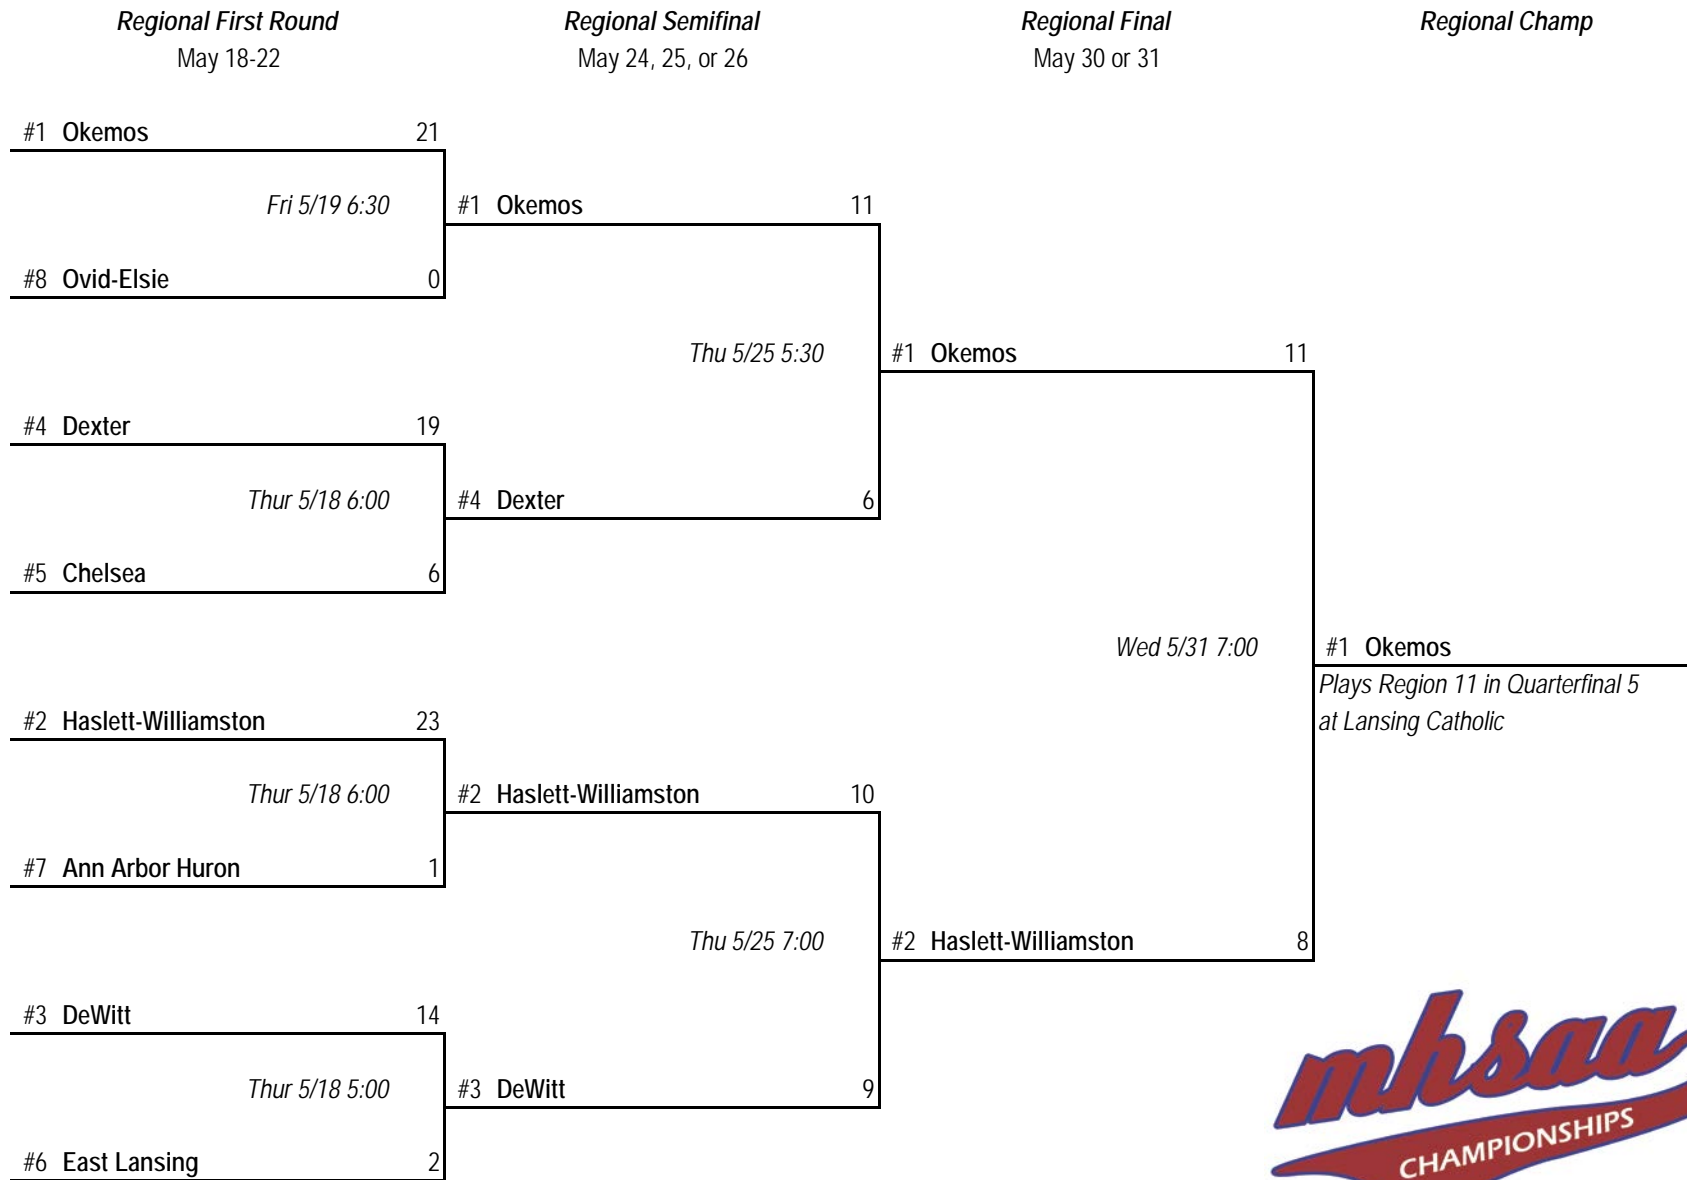 Regional First Round Regional Semifinal Regional Final Regional Champ
May 18-22 May 24, 25, or 26 May 30 or 31
#1 Okemos 21
Fri 5/19 6:30 #1 Okemos 11
#8 Ovid-Elsie 0
Thu 5/25 5:30 #1 Okemos 11
#4 Dexter 19
Thur 5/18 6:00 #4 Dexter 6
#5 Chelsea 6
Wed 5/31 7:00 #1 Okemos
Plays Region 11 in Quarterfinal 5
#2 Haslett-Williamston 23 at Lansing Catholic
Thur 5/18 6:00 #2 Haslett-Williamston 10
#7 Ann Arbor Huron 1
Thu 5/25 7:00 #2 Haslett-Williamston 8
#3 DeWitt 14
Thur 5/18 5:00 #3 DeWitt 9
#6 East Lansing 2
mhsaa
CHAMPIONSHIPS